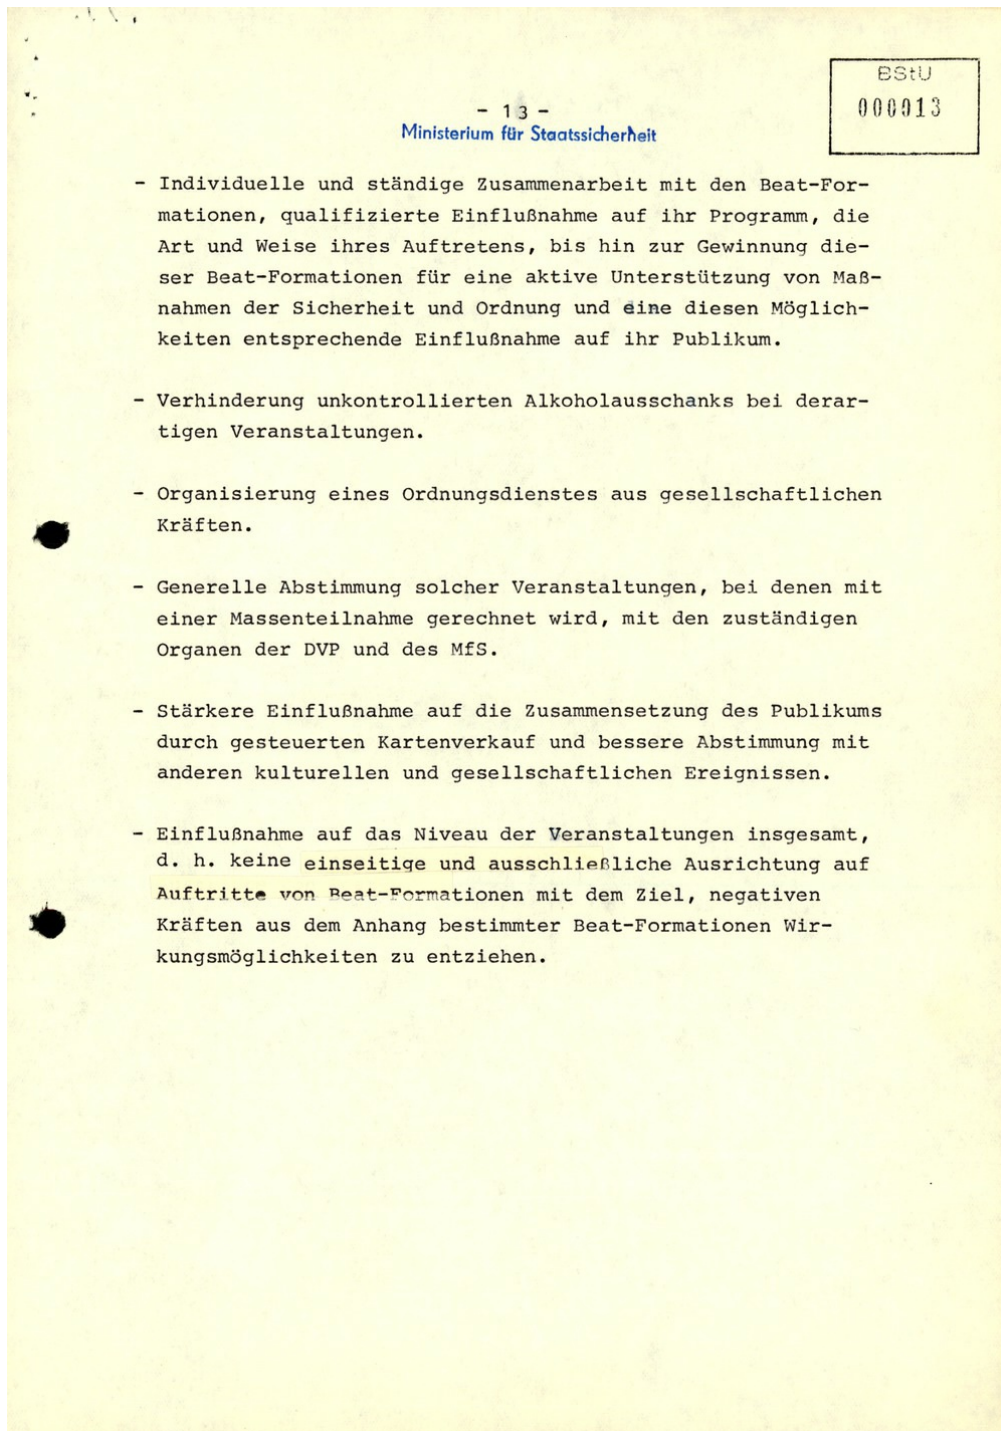 BStU
000013
- 13 -
Ministerium für Staatssicherheit
- Individuelle und ständige Zusammenarbeit mit den Beat-For-
mationen, qualifizierte Einflußnahme auf ihr Programm, die
Art und Weise ihres Auftretens, bis hin zur Gewinnung die-
ser Beat-Formationen für eine aktive Unterstützung von Maß-
nahmen der Sicherheit und Ordnung und eine diesen Möglich-
keiten entsprechende Einflußnahme auf ihr Publikum.
- Verhinderung unkontrollierten Alkoholausschanks bei derar-
tigen Veranstaltungen.
- Organisierung eines Ordnungsdienstes aus gesellschaftlichen
Kräften.
- Generelle Abstimmung solcher Veranstaltungen, bei denen mit
einer Massenteilnahme gerechnet wird, mit den zuständigen
Organen der DVP und des MfS.
- Stärkere Einflußnahme auf die Zusammensetzung des Publikums
durch gesteuerten Kartenverkauf und bessere Abstimmung mit
anderen kulturellen und gesellschaftlichen Ereignissen.
- Einflußnahme auf das Niveau der Veranstaltungen insgesamt,
d. h. keine einseitige und ausschließliche Ausrichtung auf
Auftritte von Beat-Formationen mit dem Ziel, negativen
Kräften aus dem Anhang bestimmter Beat-Formationen Wir-
kungsmöglichkeiten zu entziehen.